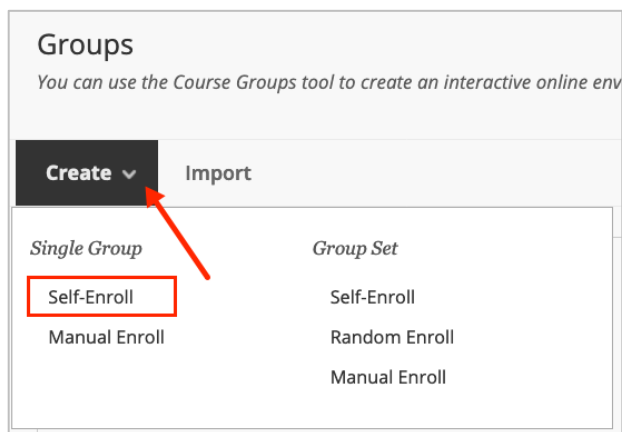 Groups
You can use the Course Groups tool to create an interactive online env
Create
Import
Single Group
Group Set
Self-Enroll
Self-Enroll
Manual Enroll
Random Enroll
Manual Enroll